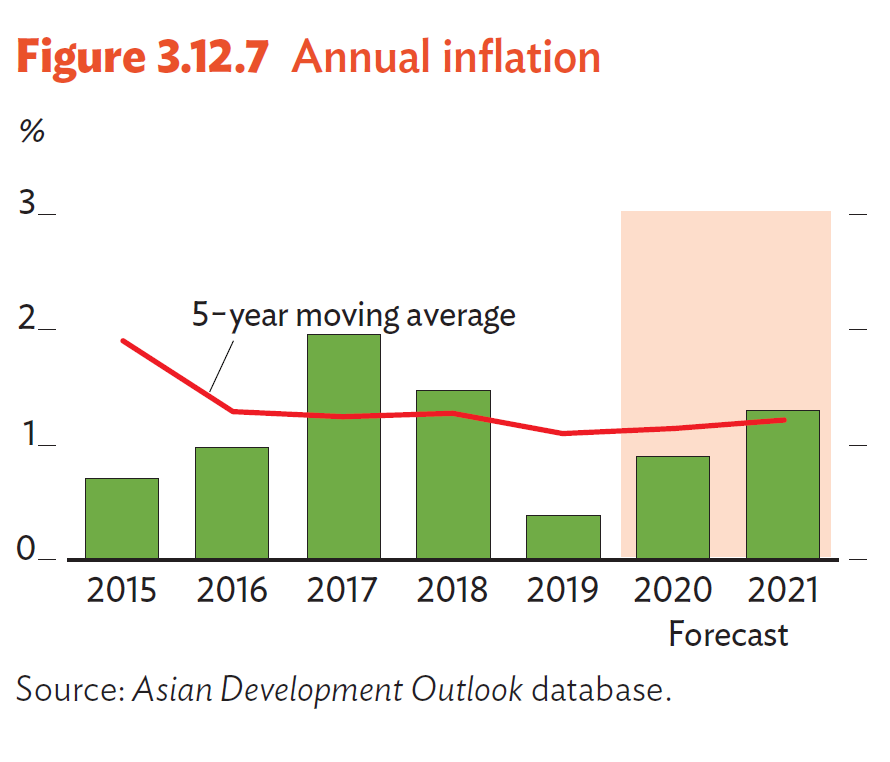 Figure 3.12.7 Annual inflation
%
3
5-year moving average
2
1
0
2015 2016 2017 2018 2019 2020 2021
Forecast
Source: Asian Development Outlook database.